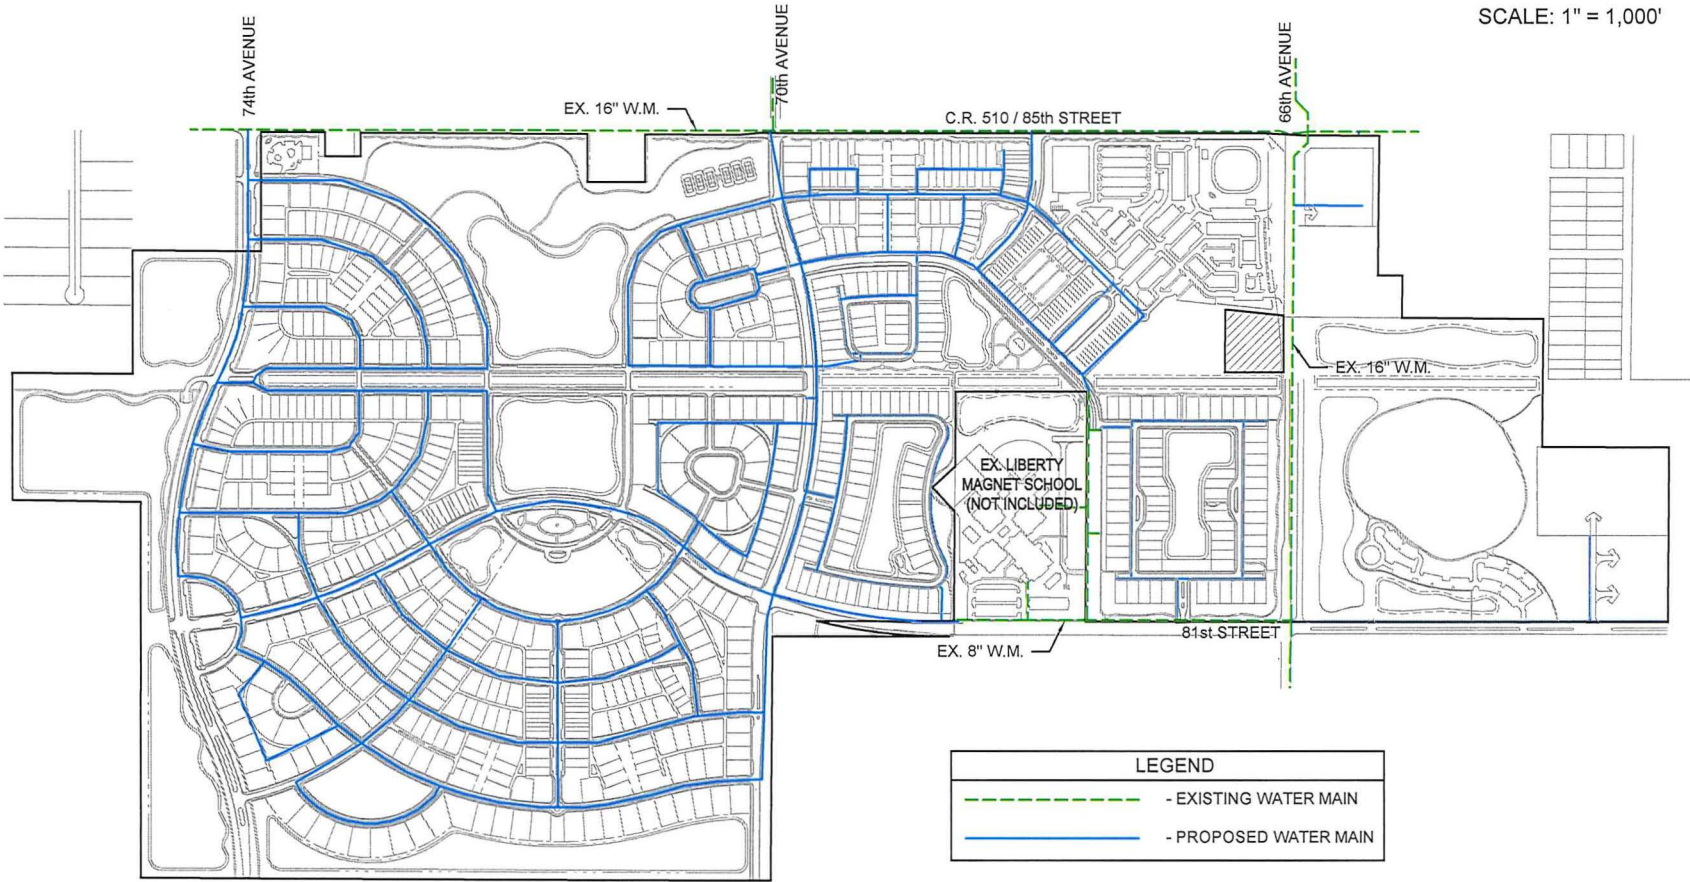 SCALE: 1" = 1,000'
74th AVENUE
70th AVENUE
66th AVENUE
EX. 16" W.M.
C.R. 510 / 85th STREET
EX. 16" W.M.
EX. LIBERTY
MAGNET SCHOOL
(NOT INCLUDED)
81st STREET
EX. 8" W.M.
LEGEND
- EXISTING WATER MAIN
- PROPOSED WATER MAIN